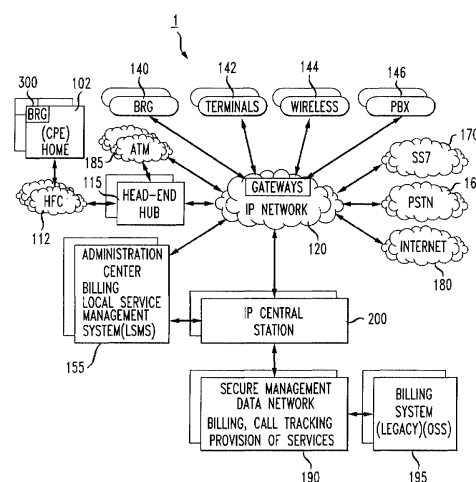 1
140
142
144
146
300
102
BRG
TERMINALS
WIRELESS
PBX
BRG
(CPE)
HOME
185
ATM
170
SS7
115
GATEWAYS
IP NETWORK
16
PSTN
HFC
HEAD-END
HUB
112
120
INTERNET
180
ADMINISTRATION
CENTER
BILLING
LOCAL SERVICE
MANAGEMENT
SYSTEM(LSMS)
IP CENTRAL
STATION
200
155
SECURE MANAGEMENT
DATA NETWORK
BILLING, CALL TRACKING
PROVISION OF SERVICES
BILLING
SYSTEM
(LEGACY)(OSS)
190
195